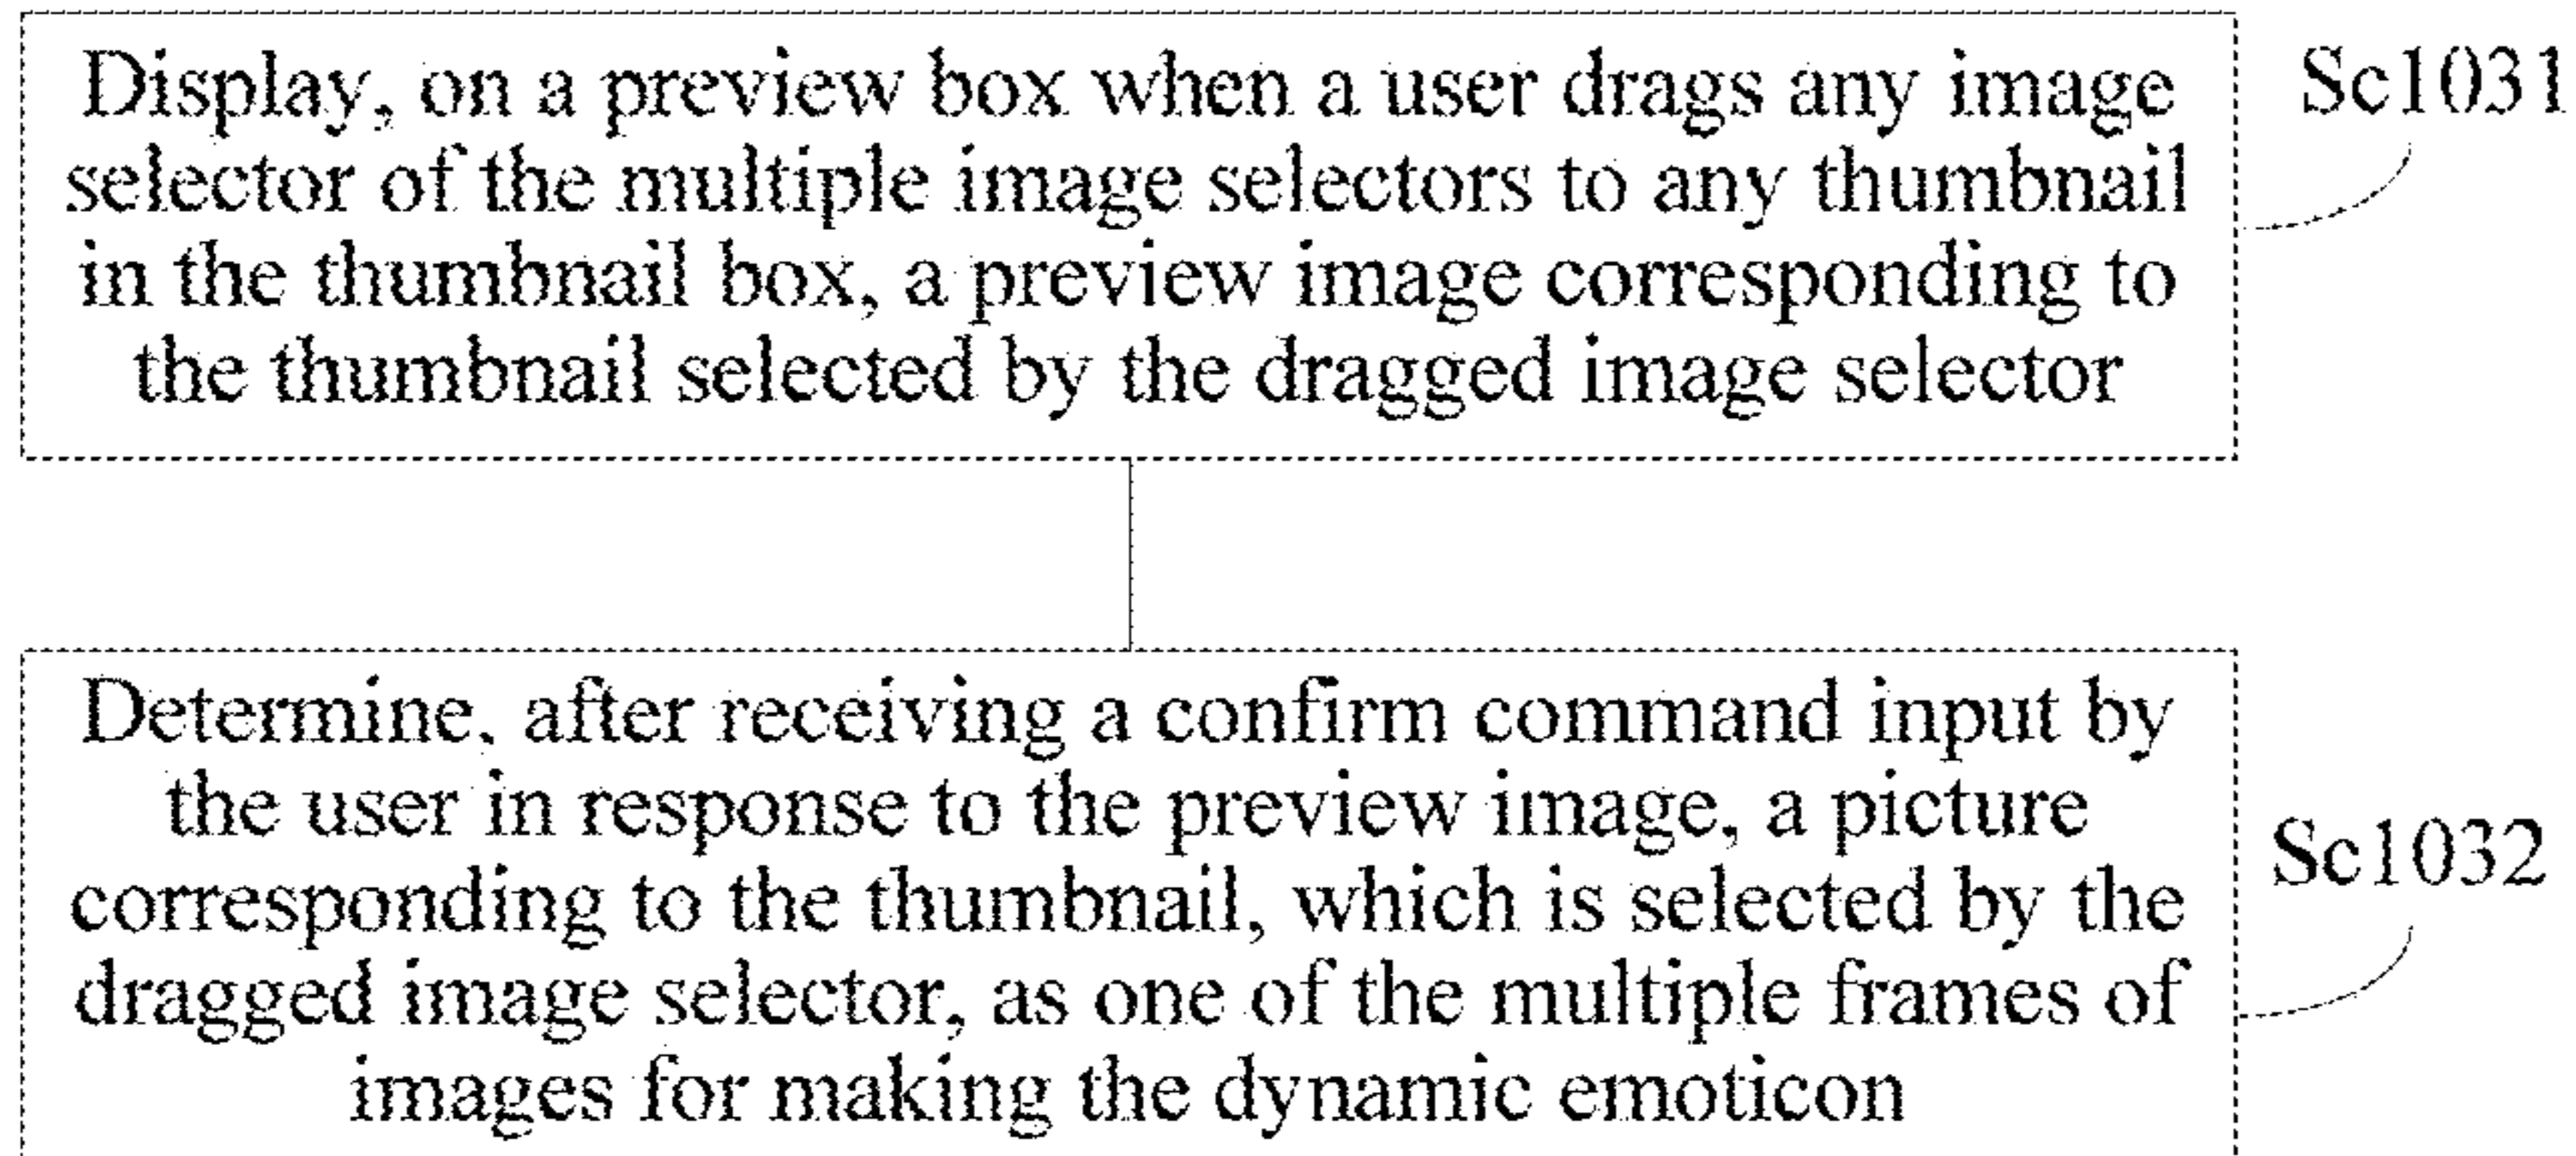 Display, on a preview box when a user drags any image
selector of the multiple image selectors to any thumbnail
in the thumbnail box, a preview image corresponding to
the thumbnail selected by the dragged image selector
Sc1031
Determine, after receiving a confirm command input by
the user in response to the preview image, a picture
corresponding to the thumbnail, which is selected by the
dragged image selector, as one of the multiple frames of
images for making the dynamic emoticon
Sc1032